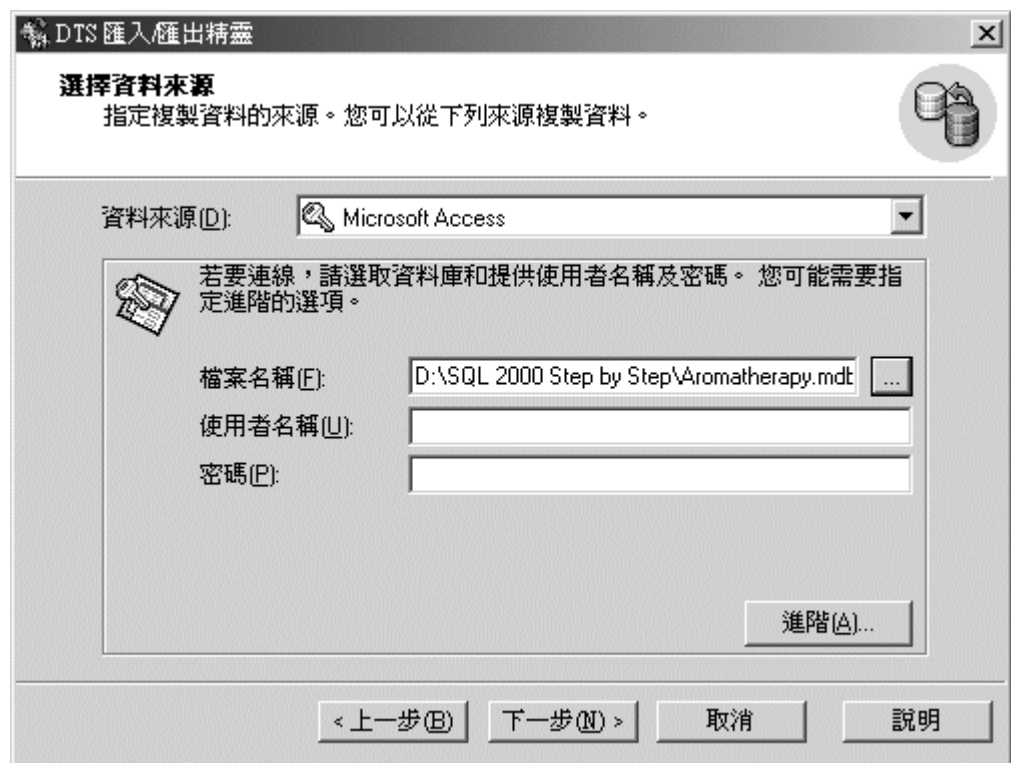 DTS 匯入/匯出精靈
選擇資料來源
指定複製資料的來源。您可以從下列來源複製資料。
資料來源(D):
Microsoft Access
若要連線,請選取資料庫和提供使用者名稱及密碼。 您可能需要指
定進階的選項。
檔案名稱(F):
D:\SQL 2000 Step by Step\Aromatherapy.mdb
...
使用者名稱(U):
密碼(P):
進階(A)...
< 上一步(B)
下一步(N) >
取消
說明